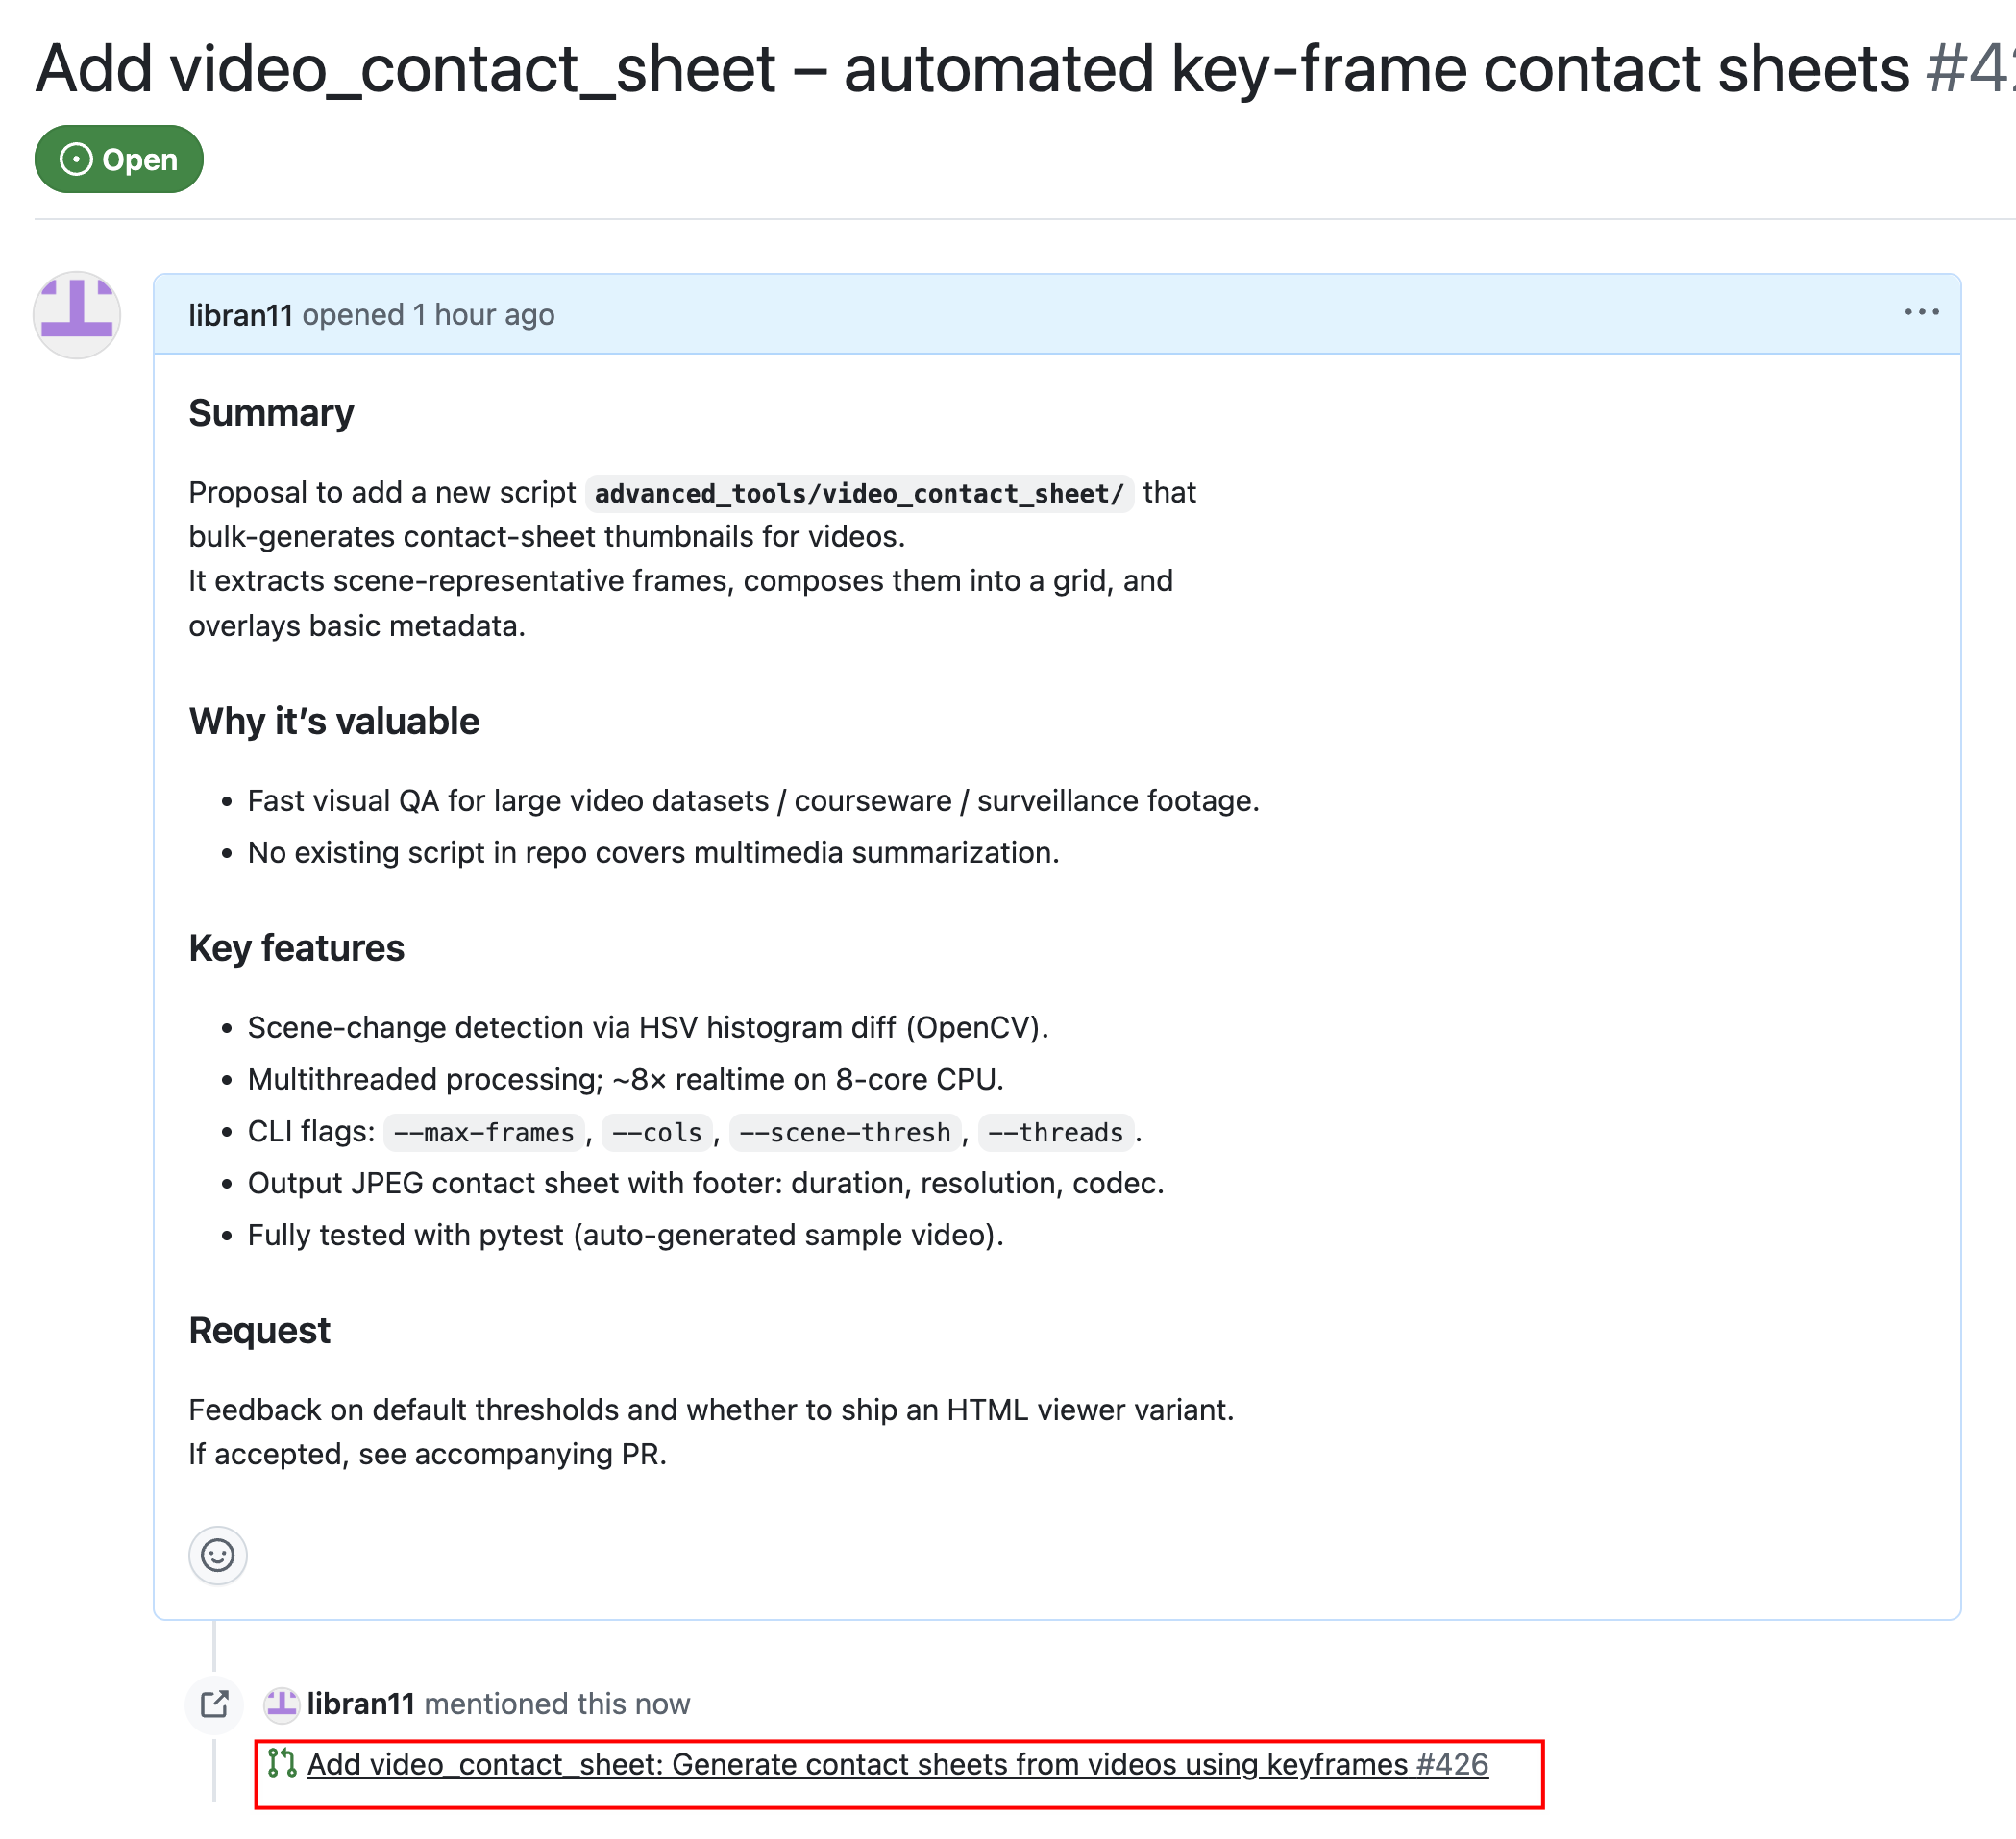 Add video_contact_sheet – automated key-frame contact sheets
Open
libran11 opened 1 hour ago
Summary
Proposal to add a new script advanced_tools/video_contact_sheet/ that
bulk-generates contact-sheet thumbnails for videos.
It extracts scene-representative frames, composes them into a grid, and
overlays basic metadata.
Why it’s valuable
• Fast visual QA for large video datasets / courseware / surveillance footage.
• No existing script in repo covers multimedia summarization.
Key features
• Scene-change detection via HSV histogram diff (OpenCV).
• Multithreaded processing; ~8× realtime on 8-core CPU.
• CLI flags: --max-frames, --cols, --scene-thresh, --threads.
• Output JPEG contact sheet with footer: duration, resolution, codec.
• Fully tested with pytest (auto-generated sample video).
Request
Feedback on default thresholds and whether to ship an HTML viewer variant.
If accepted, see accompanying PR.
libran11 mentioned this now
Add video_contact_sheet: Generate contact sheets from videos using keyframes #426